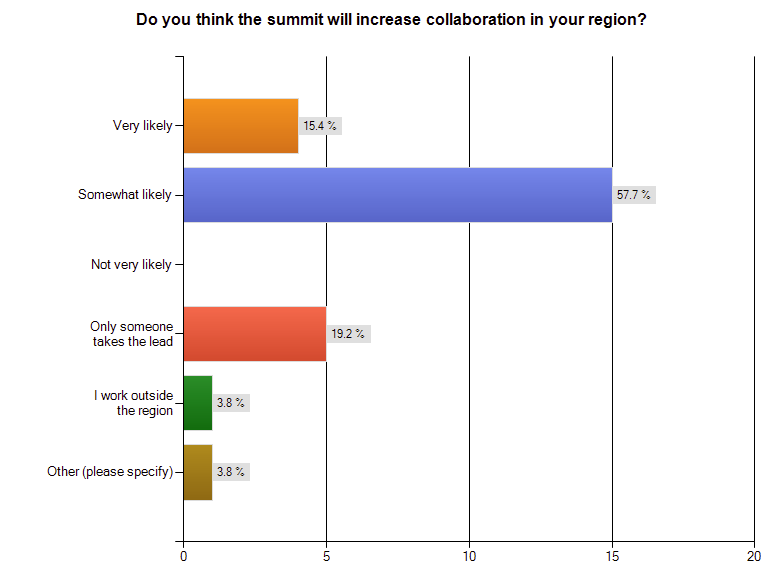 Do you think the summit will increase collaboration in your region?
Very likely
15.4 %
Somewhat likely
57.7 %
Not very likely
Only someone
takes the lead
19.2 %
I work outside
the region
3.8 %
Other (please specify)
3.8 %
0
5
10
15
20